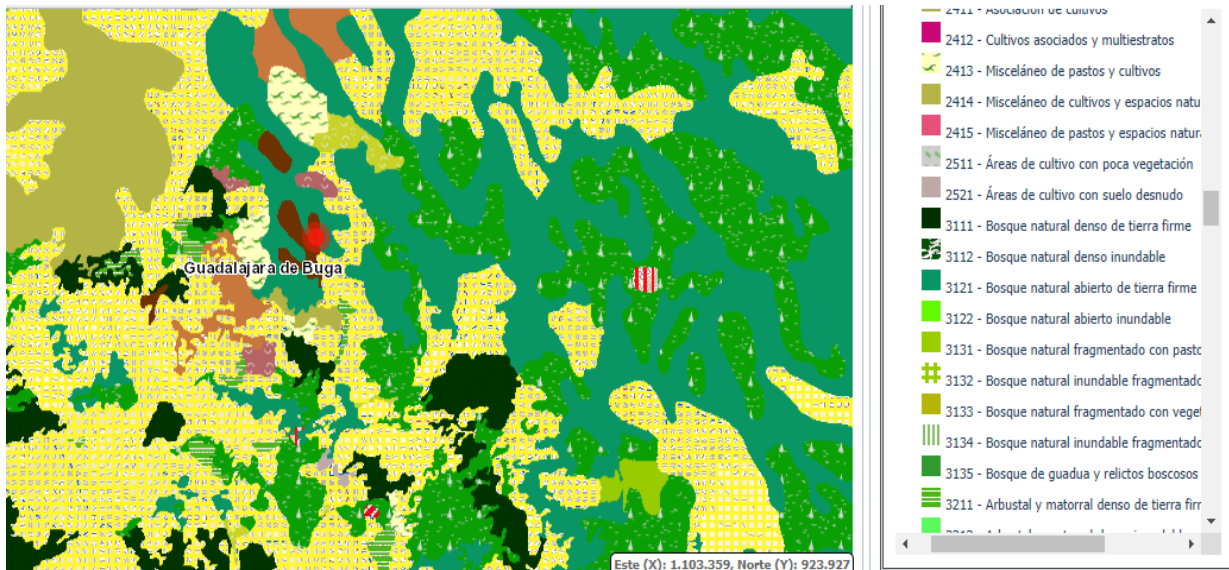 Guadalajara de Buga
Este (X): 1.103.359, Norte (Y): 923.927
2411 - Asociación de cultivos
2412 - Cultivos asociados y multiestratos
2413 - Misceláneo de pastos y cultivos
2414 - Misceláneo de cultivos y espacios natu
2415 - Misceláneo de pastos y espacios natura
2511 - Áreas de cultivo con poca vegetación
2521 - Áreas de cultivo con suelo desnudo
3111 - Bosque natural denso de tierra firme
3112 - Bosque natural denso inundable
3121 - Bosque natural abierto de tierra firme
3122 - Bosque natural abierto inundable
3131 - Bosque natural fragmentado con pasto
3132 - Bosque natural inundable fragmentado
3133 - Bosque natural fragmentado con veget
3134 - Bosque natural inundable fragmentado
3135 - Bosque de guadua y relictos boscosos
3211 - Arbustal y matorral denso de tierra firr